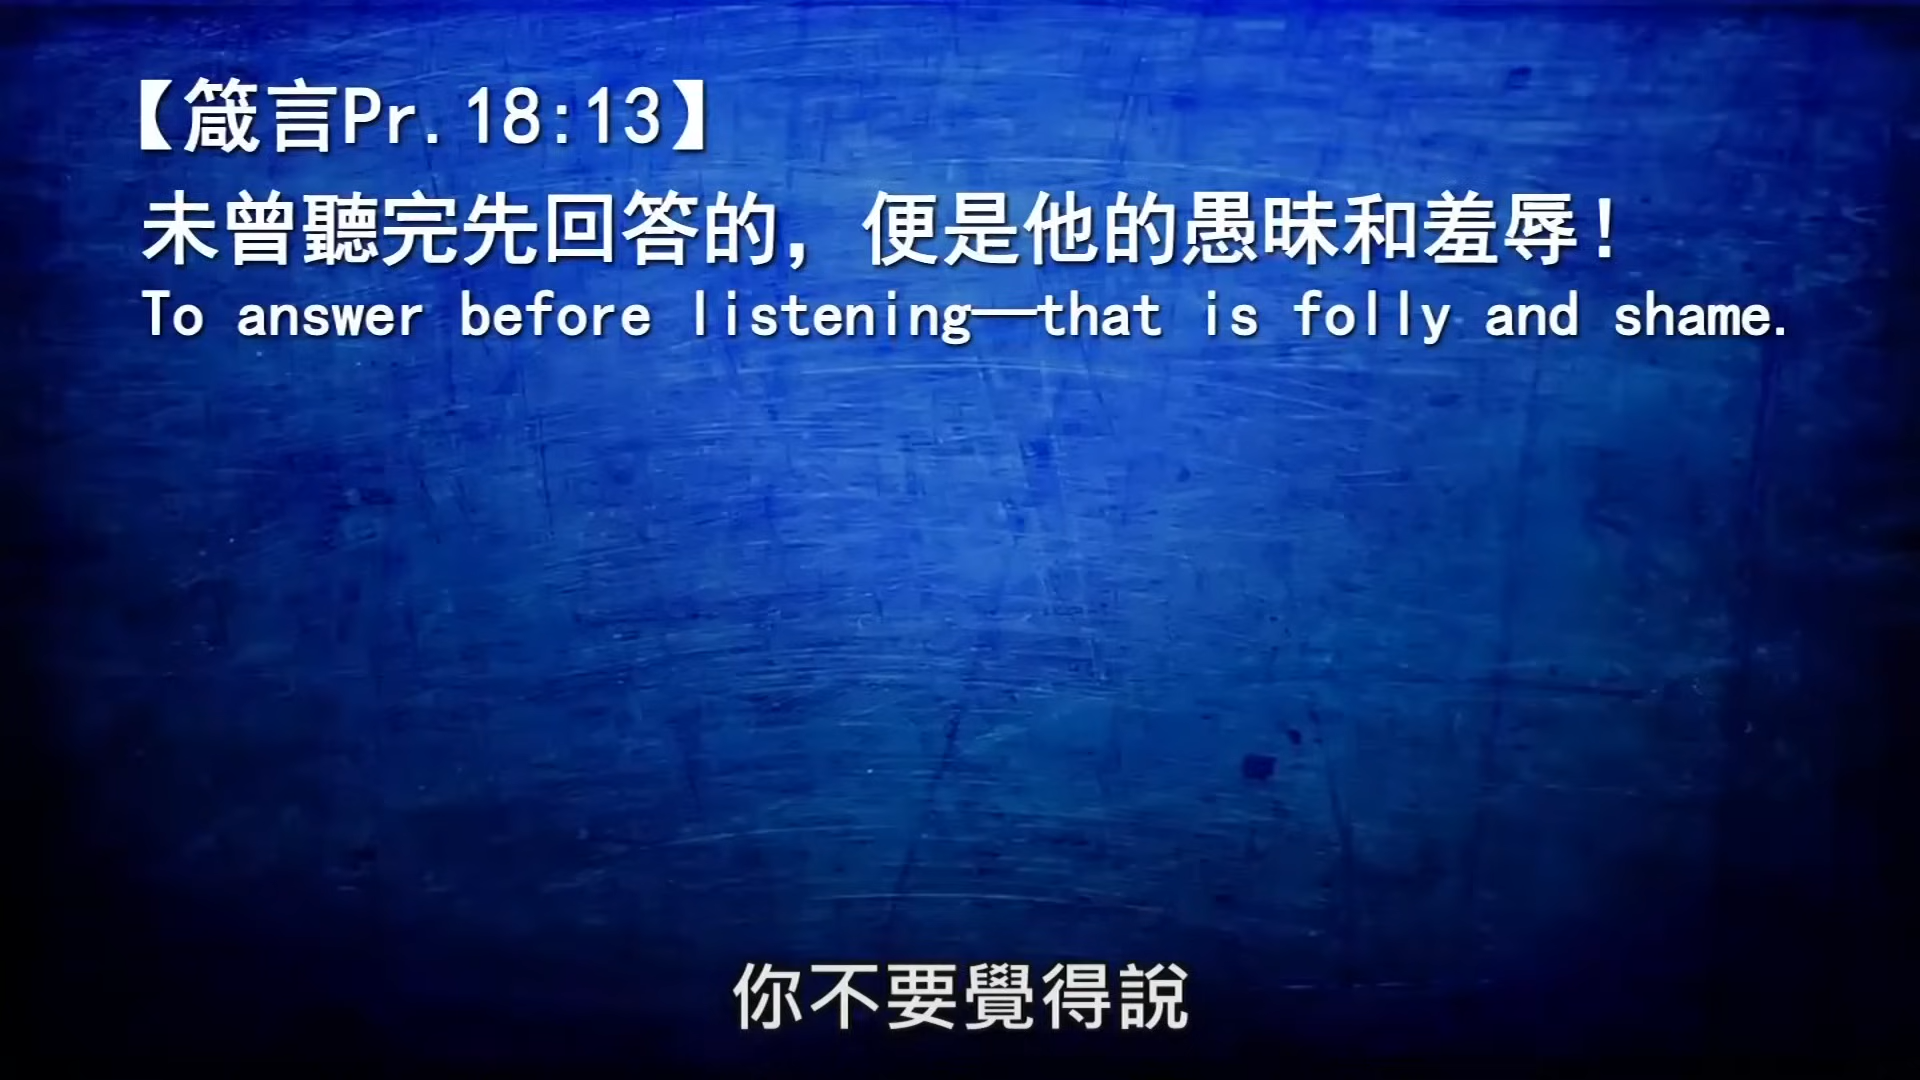 【箴言Pr.18:13】
未曾聽完先回答的，便是他的愚昧和羞辱！
To answer before listening—that is folly and shame.
你不要覺得說